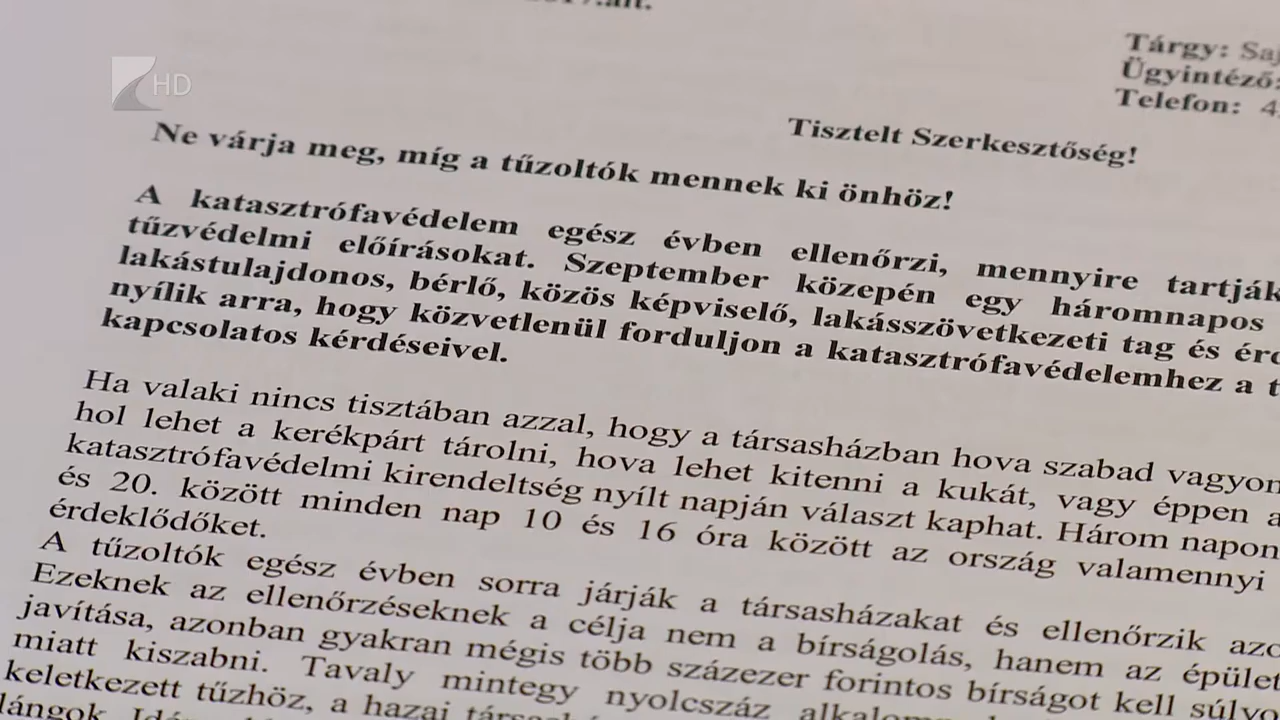 HD
Tárgy:
Ügyintéző:
Telefon: 4
Tisztelt Szerkesztőség!
Ne várja meg, míg a tűzoltók mennek ki önhöz!
A katasztrófavédelem egész évben ellenőrzi, mennyire tartják
tűzvédelmi előírásokat. Szeptember közepén egy háromnapos
lakástulajdonos, bérlő, közös képviselő, lakásszövetkezeti tag és
nyílik arra, hogy közvetlenül forduljon a katasztrófavédelemhez a
kapcsolatos kérdéseivel.
Ha valaki nincs tisztában azzal, hogy a társasházban hova szabad vagyon
hol lehet a kerékpárt tárolni, hova lehet kitenni a kukát, vagy éppen a
katasztrófavédelmi kirendeltség nyílt napján választ kaphat. Három napon
és 20. között minden nap 10 és 16 óra között az ország valamennyi
érdeklődőket.
A tűzoltók egész évben sorra járják a társasházakat és ellenőrzik
Ezeknek az ellenőrzéseknek a célja nem a bírságolás, hanem az épület
javítása, azonban gyakran mégis több százezer forintos bírságot kell
miatt kiszabni. Tavaly mintegy nyolcszáz
keletkezett tűzhöz, a hazai